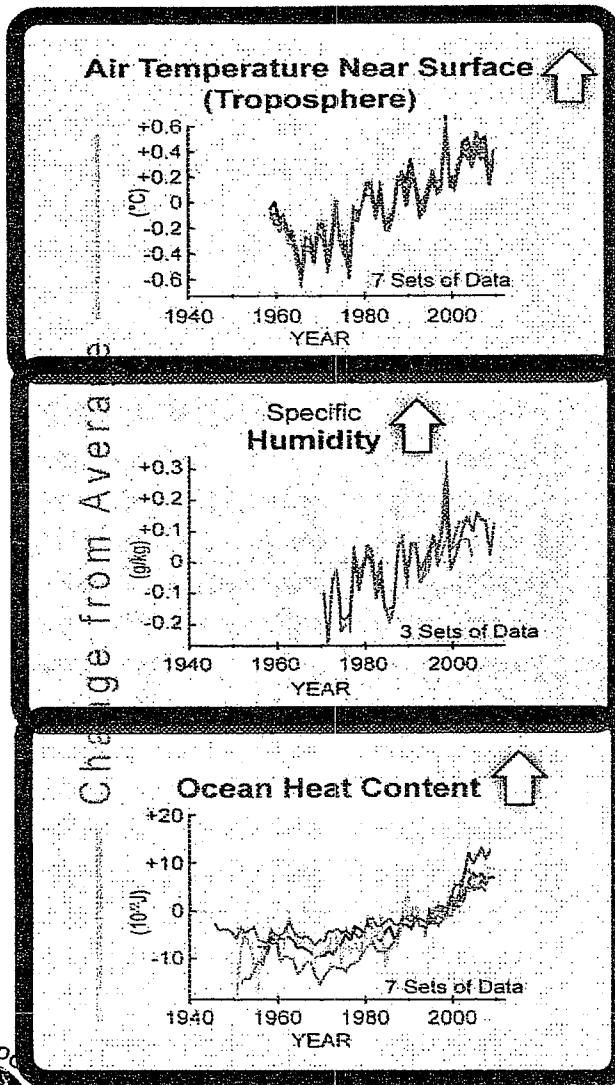 Air Temperature Near Surface
(Troposphere)
Change from Average
(°C)
+0.6
+0.4
+0.2
0
-0.2
-0.4
-0.6
7 Sets of Data
1940 1960 1980 2000
YEAR
Specific
Humidity
(g/kg)
+0.3
+0.2
+0.1
0
-0.1
-0.2
3 Sets of Data
1940 1960 1980 2000
YEAR
Ocean Heat Content
(10²²J)
+20
+10
0
-10
7 Sets of Data
1940 1960 1980 2000
YEAR